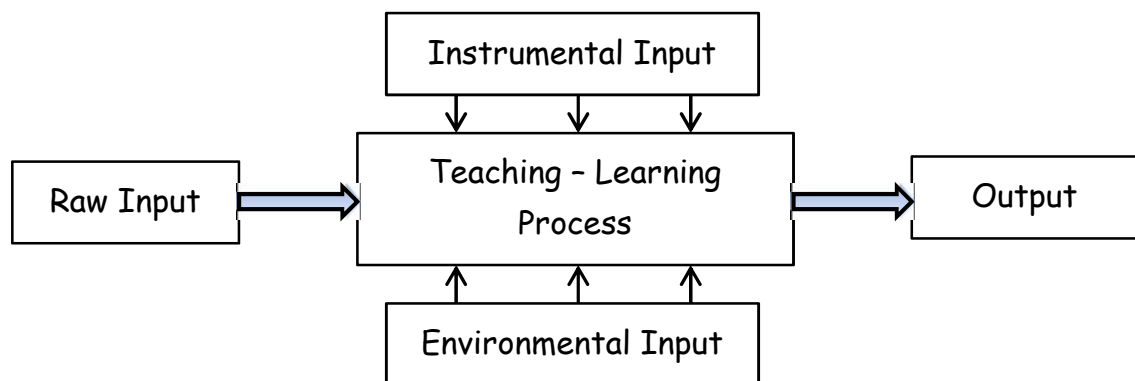 Instrumental Input
Raw Input
Teaching – Learning
Process
Output
Environmental Input